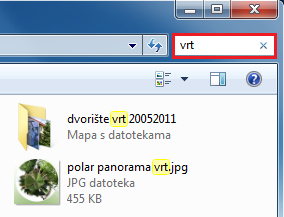 vrt
dvorište vrt 20052011
Mapa s datotekama
polar panorama vrt.jpg
JPG datoteka
455 KB